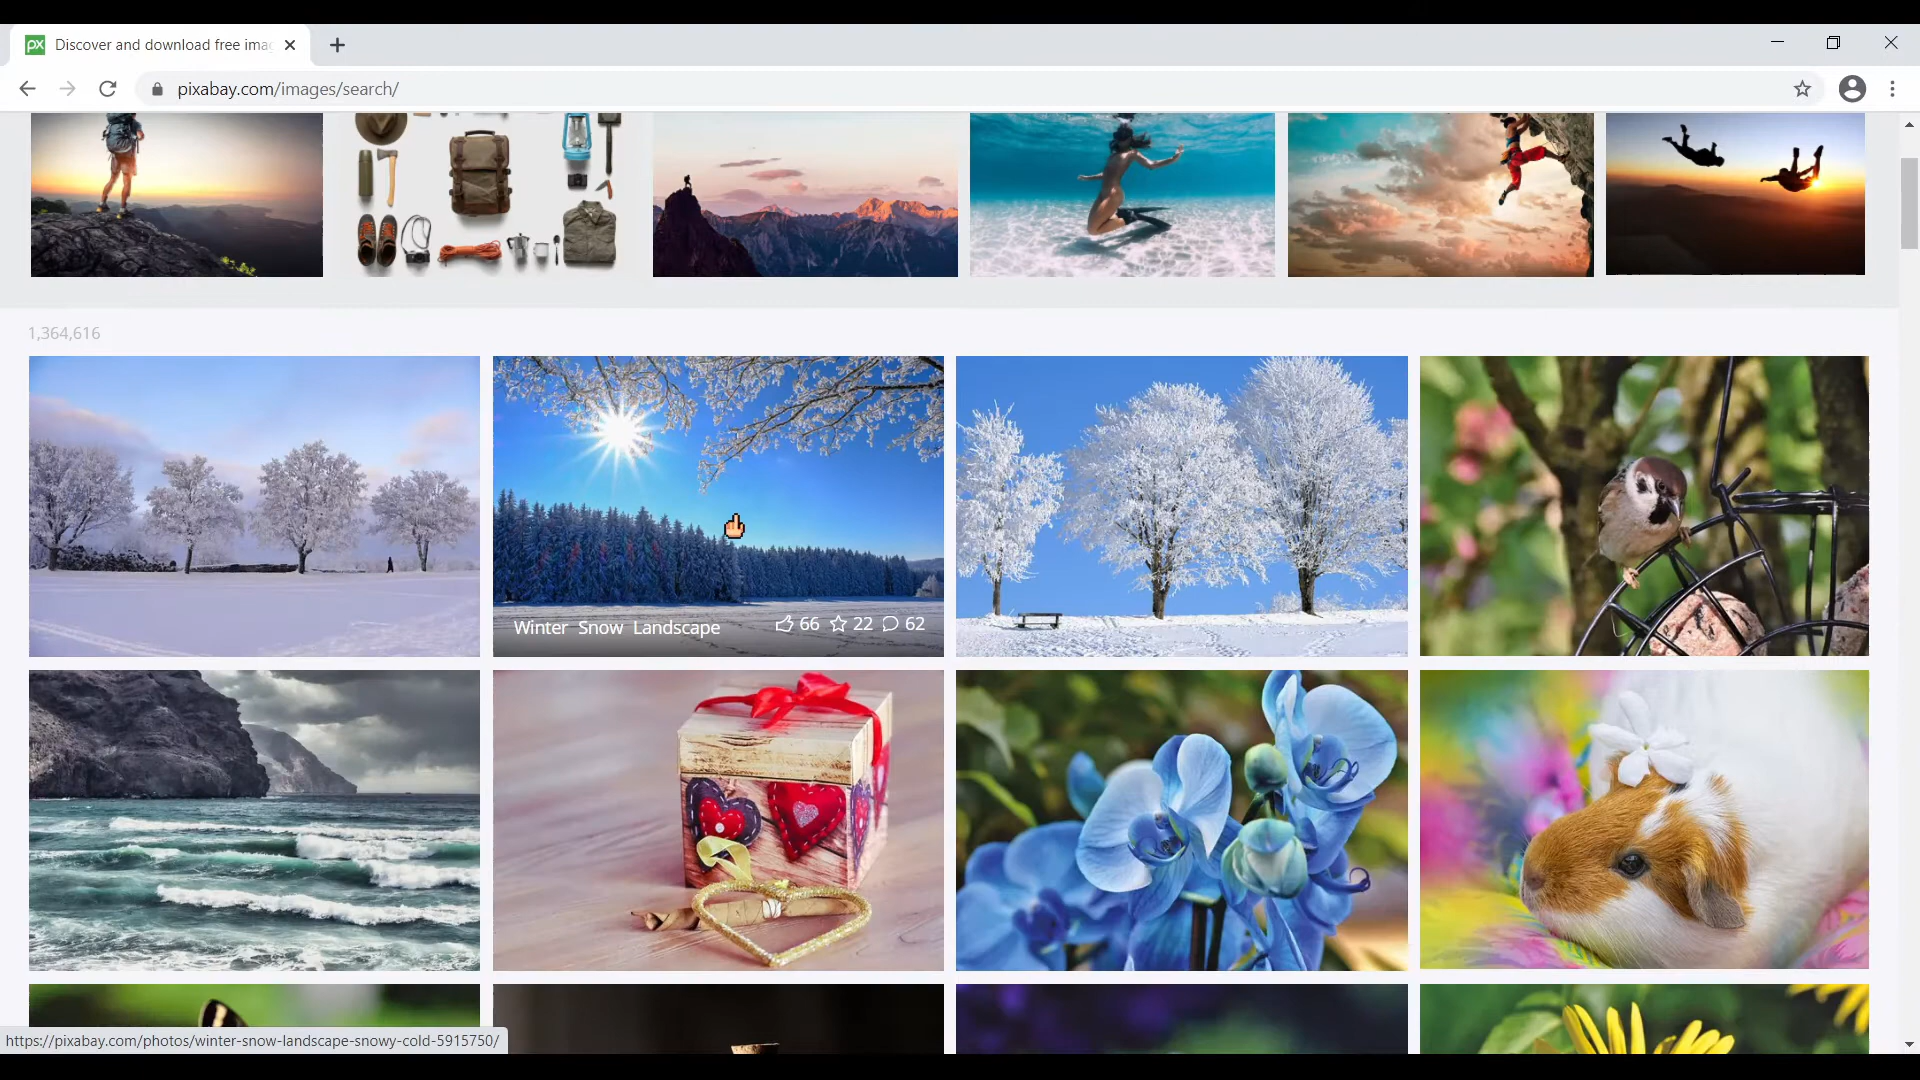 px Discover and download free ima
pixabay.com/images/search/
1,364,616
Winter Snow Landscape 66 22 62
https://pixabay.com/photos/winter-snow-landscape-snowy-cold-5915750/